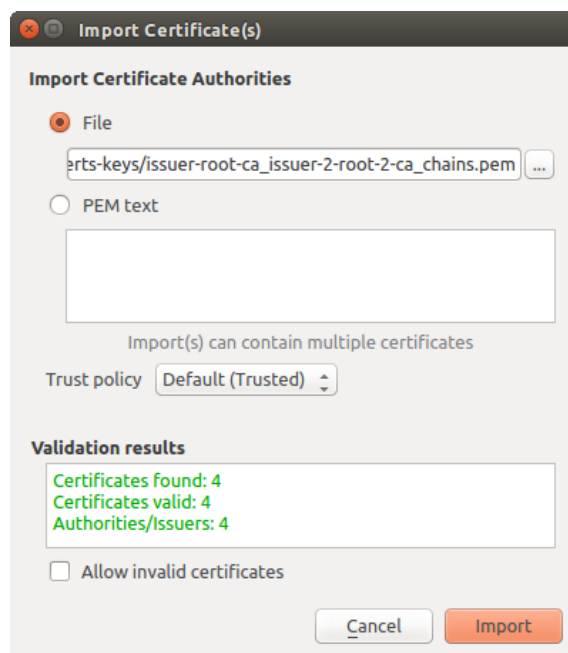 Import Certificate(s)
Import Certificate Authorities
File
erts-keys/issuer-root-ca_issuer-2-root-2-ca_chains.pem ...
PEM text
Import(s) can contain multiple certificates
Trust policy Default (Trusted)
Validation results
Certificates found: 4
Certificates valid: 4
Authorities/Issuers: 4
Allow invalid certificates
Cancel Import